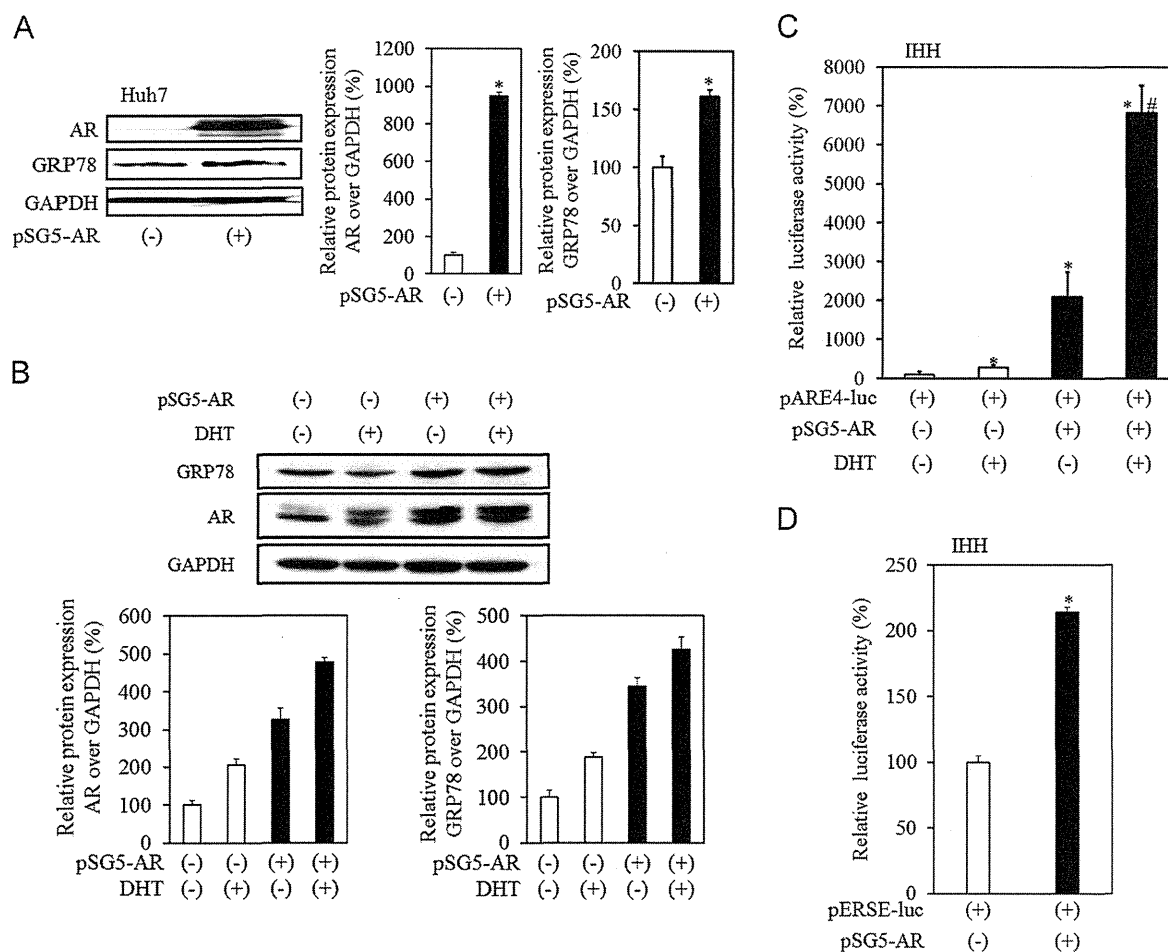 A
Huh7
AR
GRP78
GAPDH
pSG5-AR (-) (+)
Relative protein expression
AR over GAPDH (%)
1200
1000
800
600
400
200
0
*
pSG5-AR (-) (+)
Relative protein expression
GRP78 over GAPDH (%)
200
150
100
50
0
*
pSG5-AR (-) (+)
B
pSG5-AR (-) (-) (+) (+)
DHT (-) (+) (-) (+)
GRP78
AR
GAPDH
Relative protein expression
AR over GAPDH (%)
600
500
400
300
200
100
0
pSG5-AR (-) (-) (+) (+)
DHT (-) (+) (-) (+)
Relative protein expression
GRP78 over GAPDH (%)
500
400
300
200
100
0
pSG5-AR (-) (-) (+) (+)
DHT (-) (+) (-) (+)
C
IHH
Relative luciferase activity (%)
8000
7000
6000
5000
4000
3000
2000
1000
0
*
*
* #
pARE4-luc (+) (+) (+) (+)
pSG5-AR (-) (-) (+) (+)
DHT (-) (+) (-) (+)
D
IHH
Relative luciferase activity (%)
250
200
150
100
50
0
*
pERSE-luc (+) (+)
pSG5-AR (-) (+)